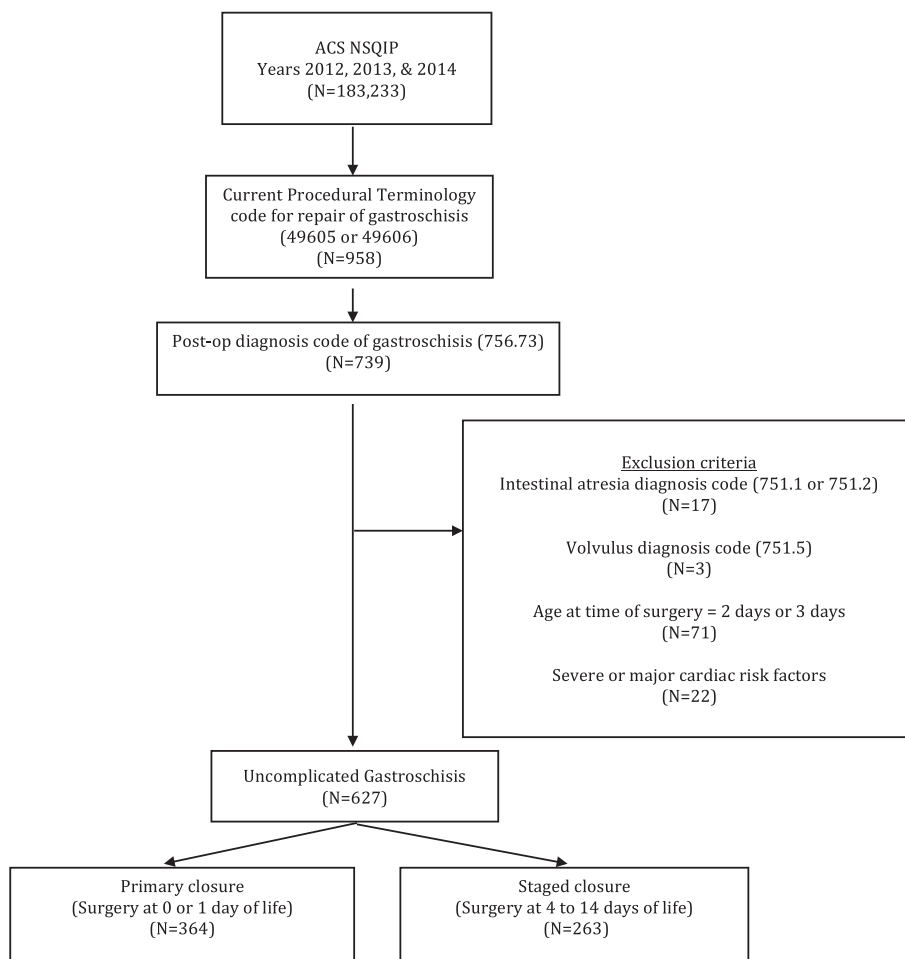 ACS NSQIP
Years 2012, 2013, & 2014
(N=183,233)
Current Procedural Terminology
code for repair of gastroschisis
(49605 or 49606)
(N=958)
Post-op diagnosis code of gastroschisis (756.73)
(N=739)
Exclusion criteria
Intestinal atresia diagnosis code (751.1 or 751.2)
(N=17)
Volvulus diagnosis code (751.5)
(N=3)
Age at time of surgery = 2 days or 3 days
(N=71)
Severe or major cardiac risk factors
(N=22)
Uncomplicated Gastroschisis
(N=627)
Primary closure
(Surgery at 0 or 1 day of life)
(N=364)
Staged closure
(Surgery at 4 to 14 days of life)
(N=263)